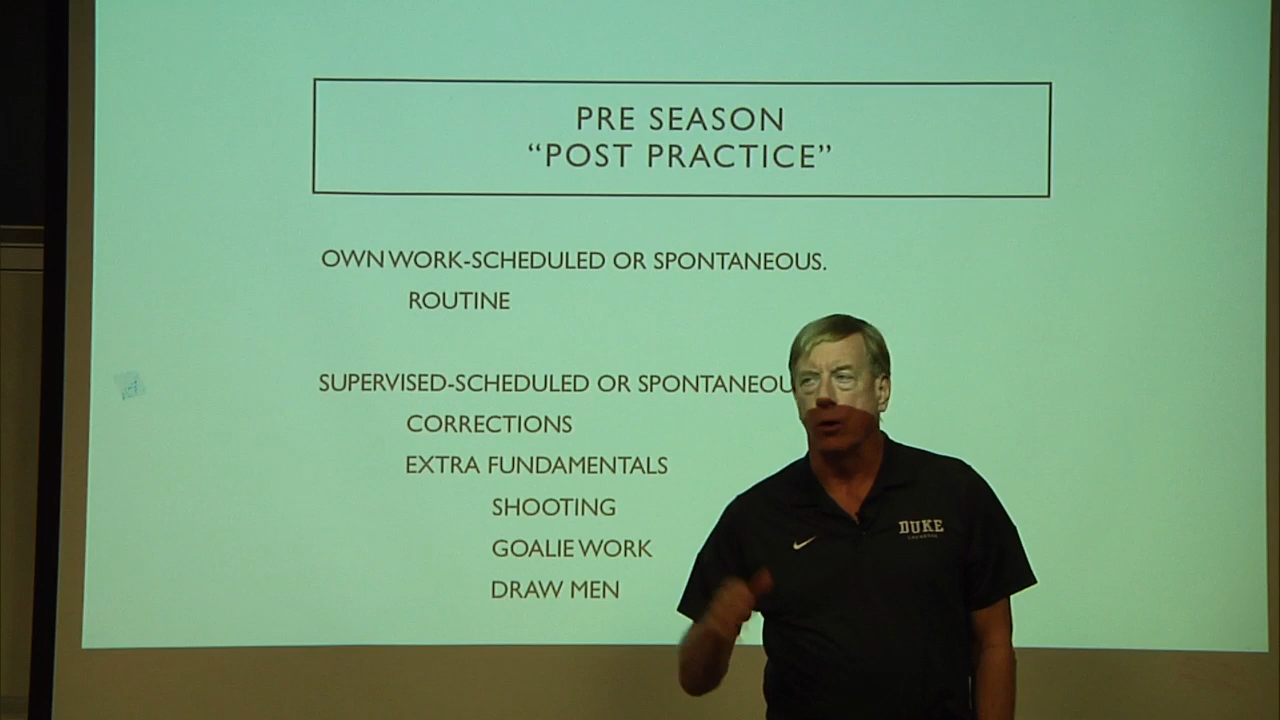 PRE SEASON
“POST PRACTICE”
OWN WORK-SCHEDULED OR SPONTANEOUS.
ROUTINE
SUPERVISED-SCHEDULED OR SPONTANEOU
CORRECTIONS
EXTRA FUNDAMENTALS
SHOOTING
GOALIE WORK
DRAW MEN
DUKE